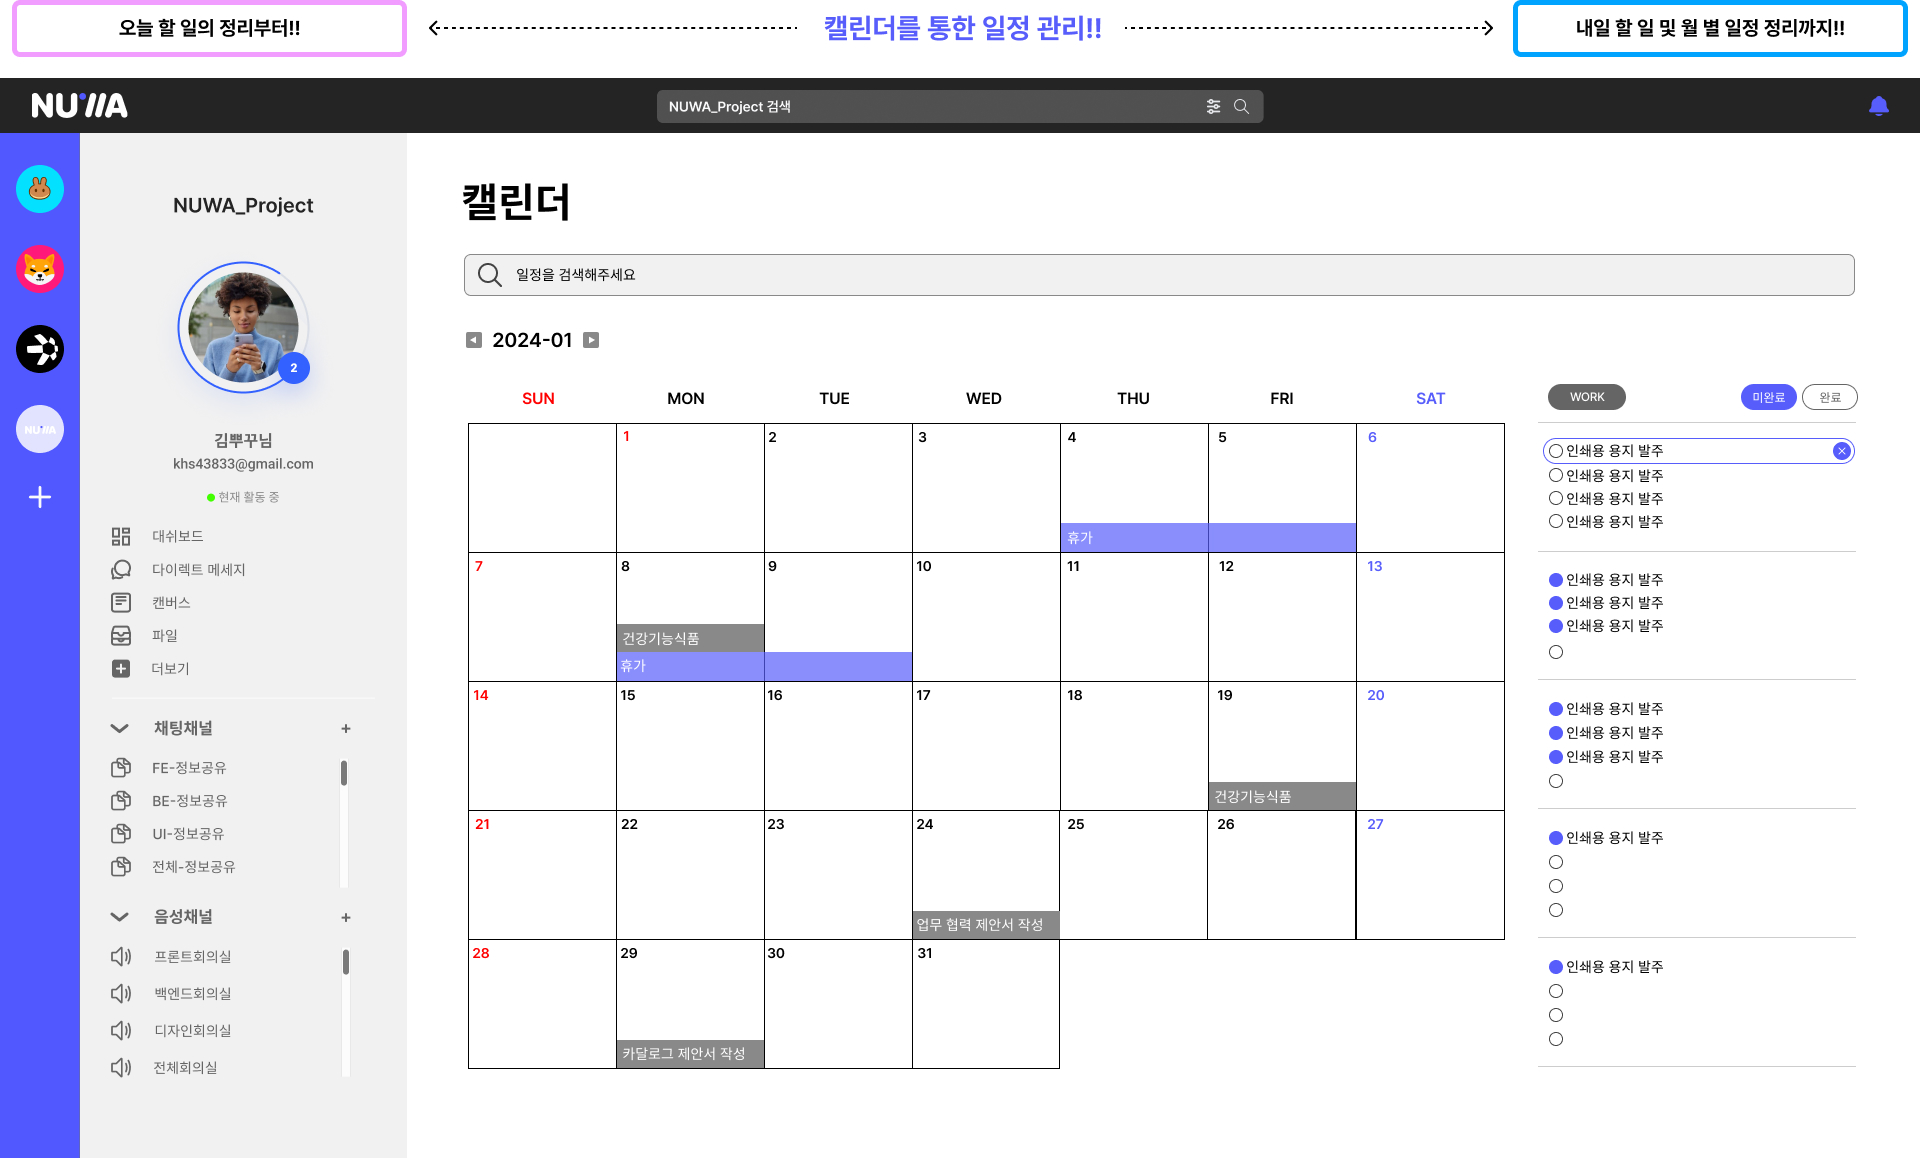 오늘 할 일의 정리부터!!
캘린더를 통한 일정 관리!!
내일 할 일 및 월 별 일정 정리까지!!
NUWA
NUWA_Project 검색
NUWA
NUWA_Project
2
김뿌꾸님
khs43833@gmail.com
현재 활동 중
대쉬보드
다이렉트 메세지
캔버스
파일
더보기
채팅채널 +
FE-정보공유
BE-정보공유
UI-정보공유
전체-정보공유
음성채널 +
프론트회의실
백엔드회의실
디자인회의실
전체회의실
캘린더
일정을 검색해주세요
2024-01
SUN MON TUE WED THU FRI SAT
1 2 3 4 5 6
휴가
7 8 9 10 11 12 13
건강기능식품
휴가
14 15 16 17 18 19 20
건강기능식품
21 22 23 24 25 26 27
업무 협력 제안서 작성
28 29 30 31
카달로그 제안서 작성
WORK 미완료 완료
인쇄용 용지 발주
인쇄용 용지 발주
인쇄용 용지 발주
인쇄용 용지 발주
인쇄용 용지 발주
인쇄용 용지 발주
인쇄용 용지 발주
인쇄용 용지 발주
인쇄용 용지 발주
인쇄용 용지 발주
인쇄용 용지 발주
인쇄용 용지 발주